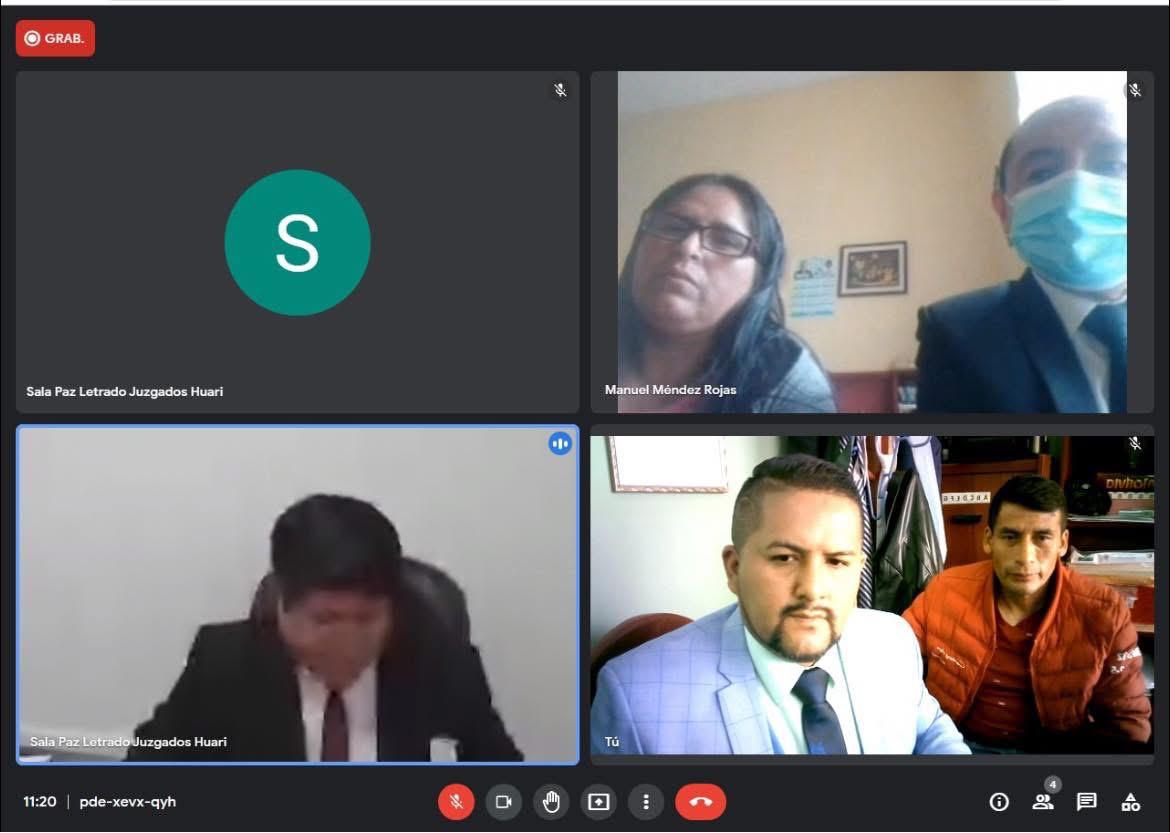 GRAB.
S
Sala Paz Letrado Juzgados Huari
Manuel Méndez Rojas
Sala Paz Letrado Juzgados Huari
Tú
A B C D E F G
11:20 | pde-xevx-qyh
4